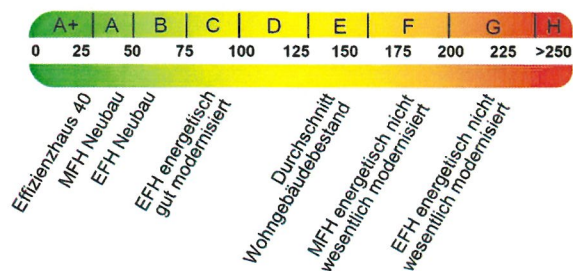 A+ A B C D E F G H
0 25 50 75 100 125 150 175 200 225 >250
Effizienzhaus 40
MFH Neubau
EFH Neubau
EFH energetisch
gut modernisiert
Durchschnitt
Wohngebäudebestand
MFH energetisch nicht
wesentlich modernisiert
EFH energetisch nicht
wesentlich modernisiert